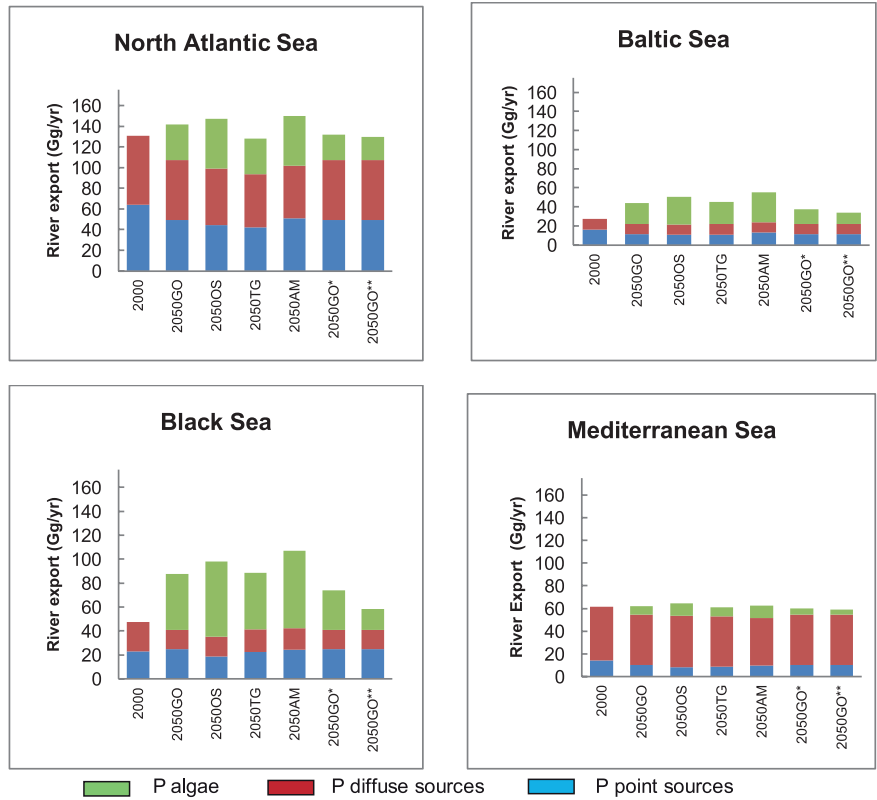 North Atlantic Sea
River export (Gg/yr)
160
140
120
100
80
60
40
20
0
2000
2050GO
2050OS
2050TG
2050AM
2050GO*
2050GO**
Baltic Sea
River export (Gg/yr)
160
140
120
100
80
60
40
20
0
2000
2050GO
2050OS
2050TG
2050AM
2050GO*
2050GO**
Black Sea
River export (Gg/yr)
160
140
120
100
80
60
40
20
0
2000
2050GO
2050OS
2050TG
2050AM
2050GO*
2050GO**
Mediterranean Sea
River Export (Gg/yr)
160
140
120
100
80
60
40
20
0
2000
2050GO
2050OS
2050TG
2050AM
2050GO*
2050GO**
P algae P diffuse sources P point sources